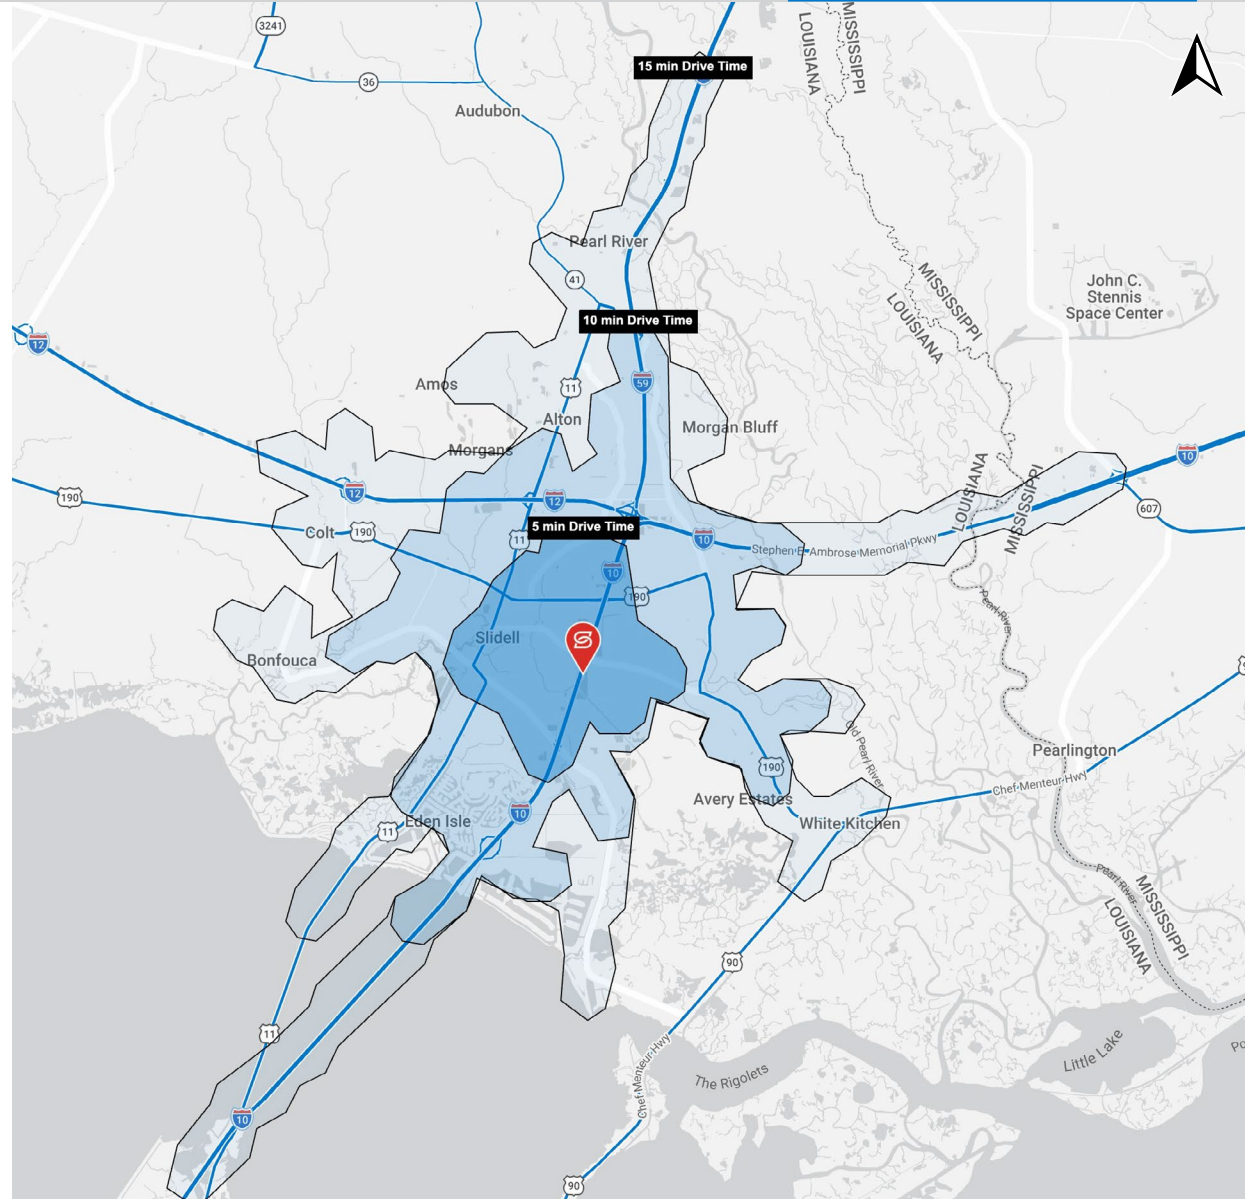 3241
MISSISSIPPI
LOUISIANA
15 min Drive Time
36
Audubon
Pearl River
41
MISSISSIPPI
LOUISIANA
John C.
Stennis
Space Center
10 min Drive Time
12
59
Amos
11
Alton
Morgan Bluff
Morgans
10
12
12
190
LOUISIANA
MISSISSIPPI
607
5 min Drive Time
Colt
190
11
10
Stephen E Ambrose Memorial Pkwy
10
190
Pearl River
Slidell
Bonfouca
Old Pearl River
Pearlington
190
Chef Menteur Hwy
Avery Estates
10
Eden Isle
11
White Kitchen
Pearl River
MISSISSIPPI
LOUISIANA
90
11
Chef Menteur Hwy
The Rigolets
Little Lake
10
90